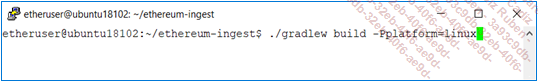 etheruser@ubuntu18102: ~/ethereum-ingest
etheruser@ubuntu18102:~/ethereum-ingest$ ./gradlew build -Pplatform=linux